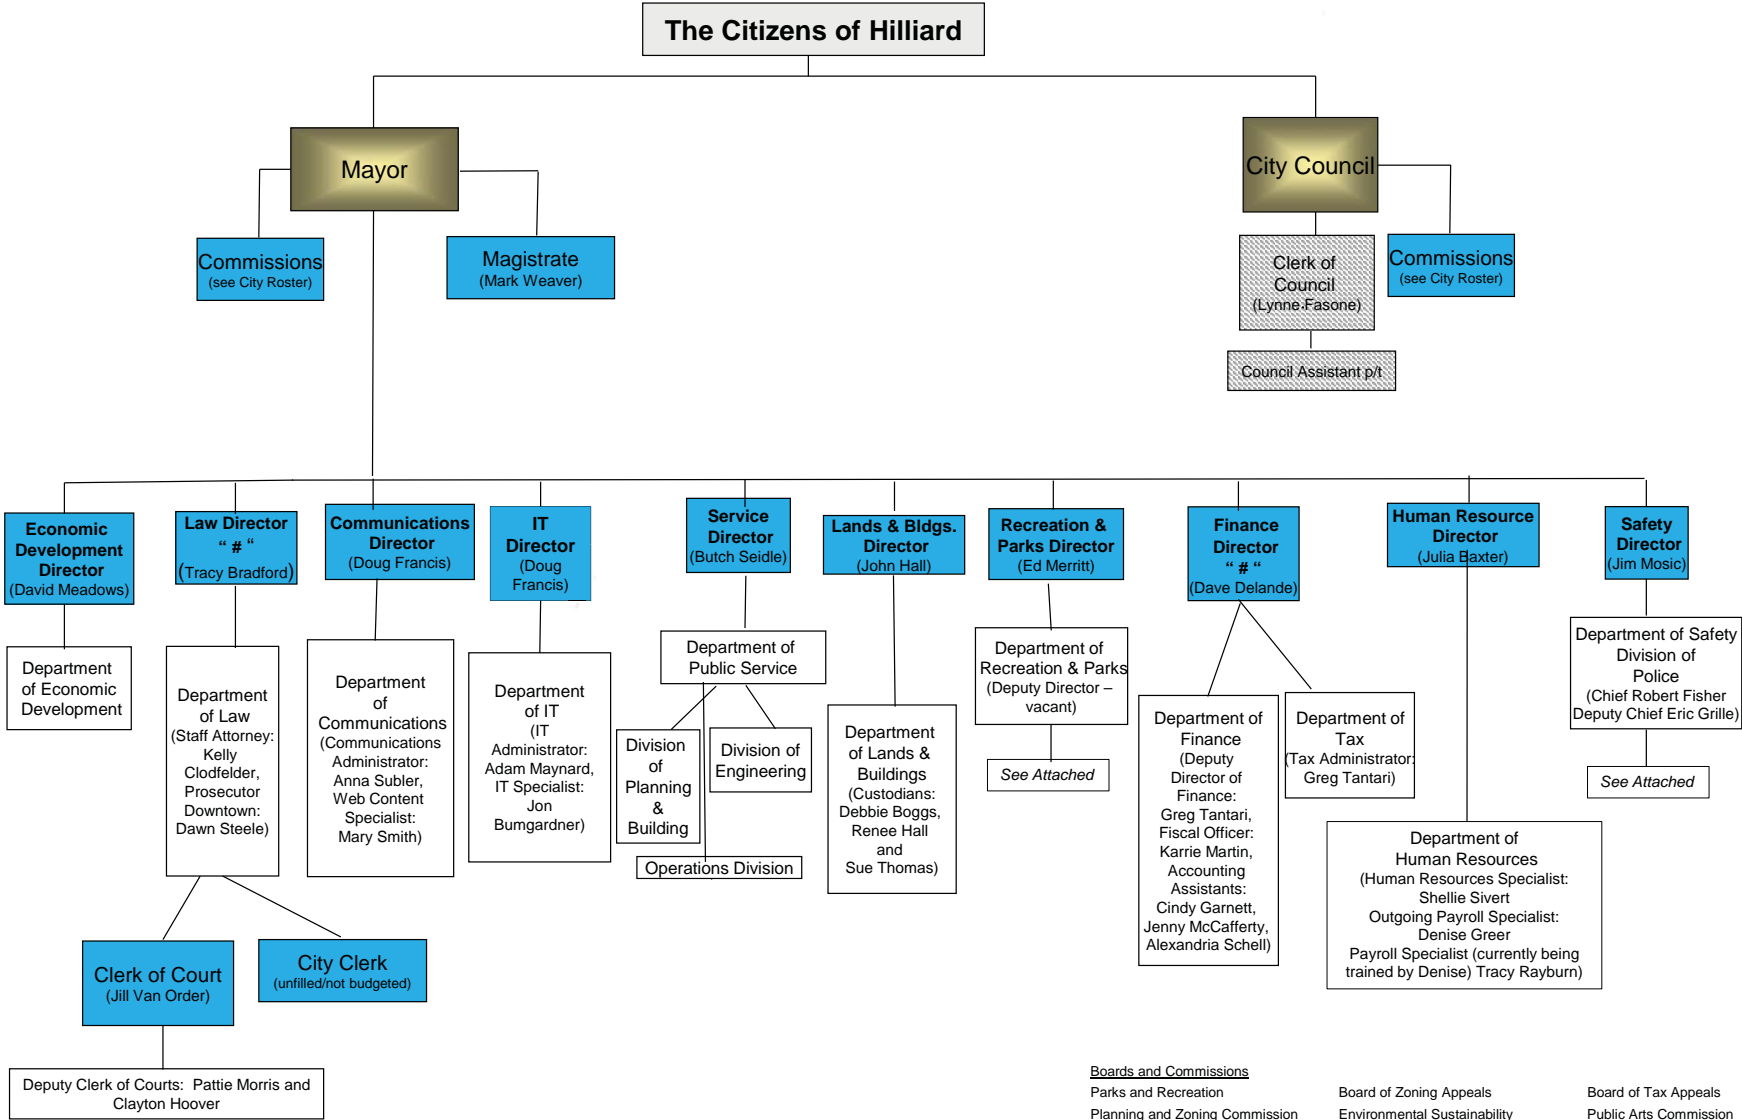 The Citizens of Hilliard
Mayor
City Council
Commissions
(see City Roster)
Magistrate
(Mark Weaver)
Clerk of
Council
(Lynne Fasone)
Commissions
(see City Roster)
Council Assistant p/t
Economic
Development
Director
(David Meadows)
Law Director
“ # “
(Tracy Bradford)
Communications
Director
(Doug Francis)
IT
Director
(Doug
Francis)
Service
Director
(Butch Seidle)
Lands & Bldgs.
Director
(John Hall)
Recreation &
Parks Director
(Ed Merritt)
Finance
Director
“ # “
(Dave Delande)
Human Resource
Director
(Julia Baxter)
Safety
Director
(Jim Mosic)
Department
of Economic
Development
Department
of Law
(Staff Attorney:
Kelly
Clodfelder,
Prosecutor
Downtown:
Dawn Steele)
Department
of
Communications
(Communications
Administrator:
Anna Subler,
Web Content
Specialist:
Mary Smith)
Department
of IT
(IT
Administrator:
Adam Maynard,
IT Specialist:
Jon
Bumgardner)
Department of
Public Service
Division
of
Planning
&
Building
Division of
Engineering
Operations Division
Department
of Lands &
Buildings
(Custodians:
Debbie Boggs,
Renee Hall
and
Sue Thomas)
Department of
Recreation & Parks
(Deputy Director –
vacant)
See Attached
Department of
Finance
(Deputy
Director of
Finance:
Greg Tantari,
Fiscal Officer:
Karrie Martin,
Accounting
Assistants:
Cindy Garnett,
Jenny McCafferty,
Alexandria Schell)
Department of
Tax
(Tax Administrator:
Greg Tantari)
Department of
Human Resources
(Human Resources Specialist:
Shellie Sivert
Outgoing Payroll Specialist:
Denise Greer
Payroll Specialist (currently being
trained by Denise) Tracy Rayburn)
Department of Safety
Division of
Police
(Chief Robert Fisher
Deputy Chief Eric Grille)
See Attached
Clerk of Court
(Jill Van Order)
City Clerk
(unfilled/not budgeted)
Deputy Clerk of Courts: Pattie Morris and
Clayton Hoover
Boards and Commissions
Parks and Recreation Board of Zoning Appeals Board of Tax Appeals
Planning and Zoning Commission Environmental Sustainability Public Arts Commission